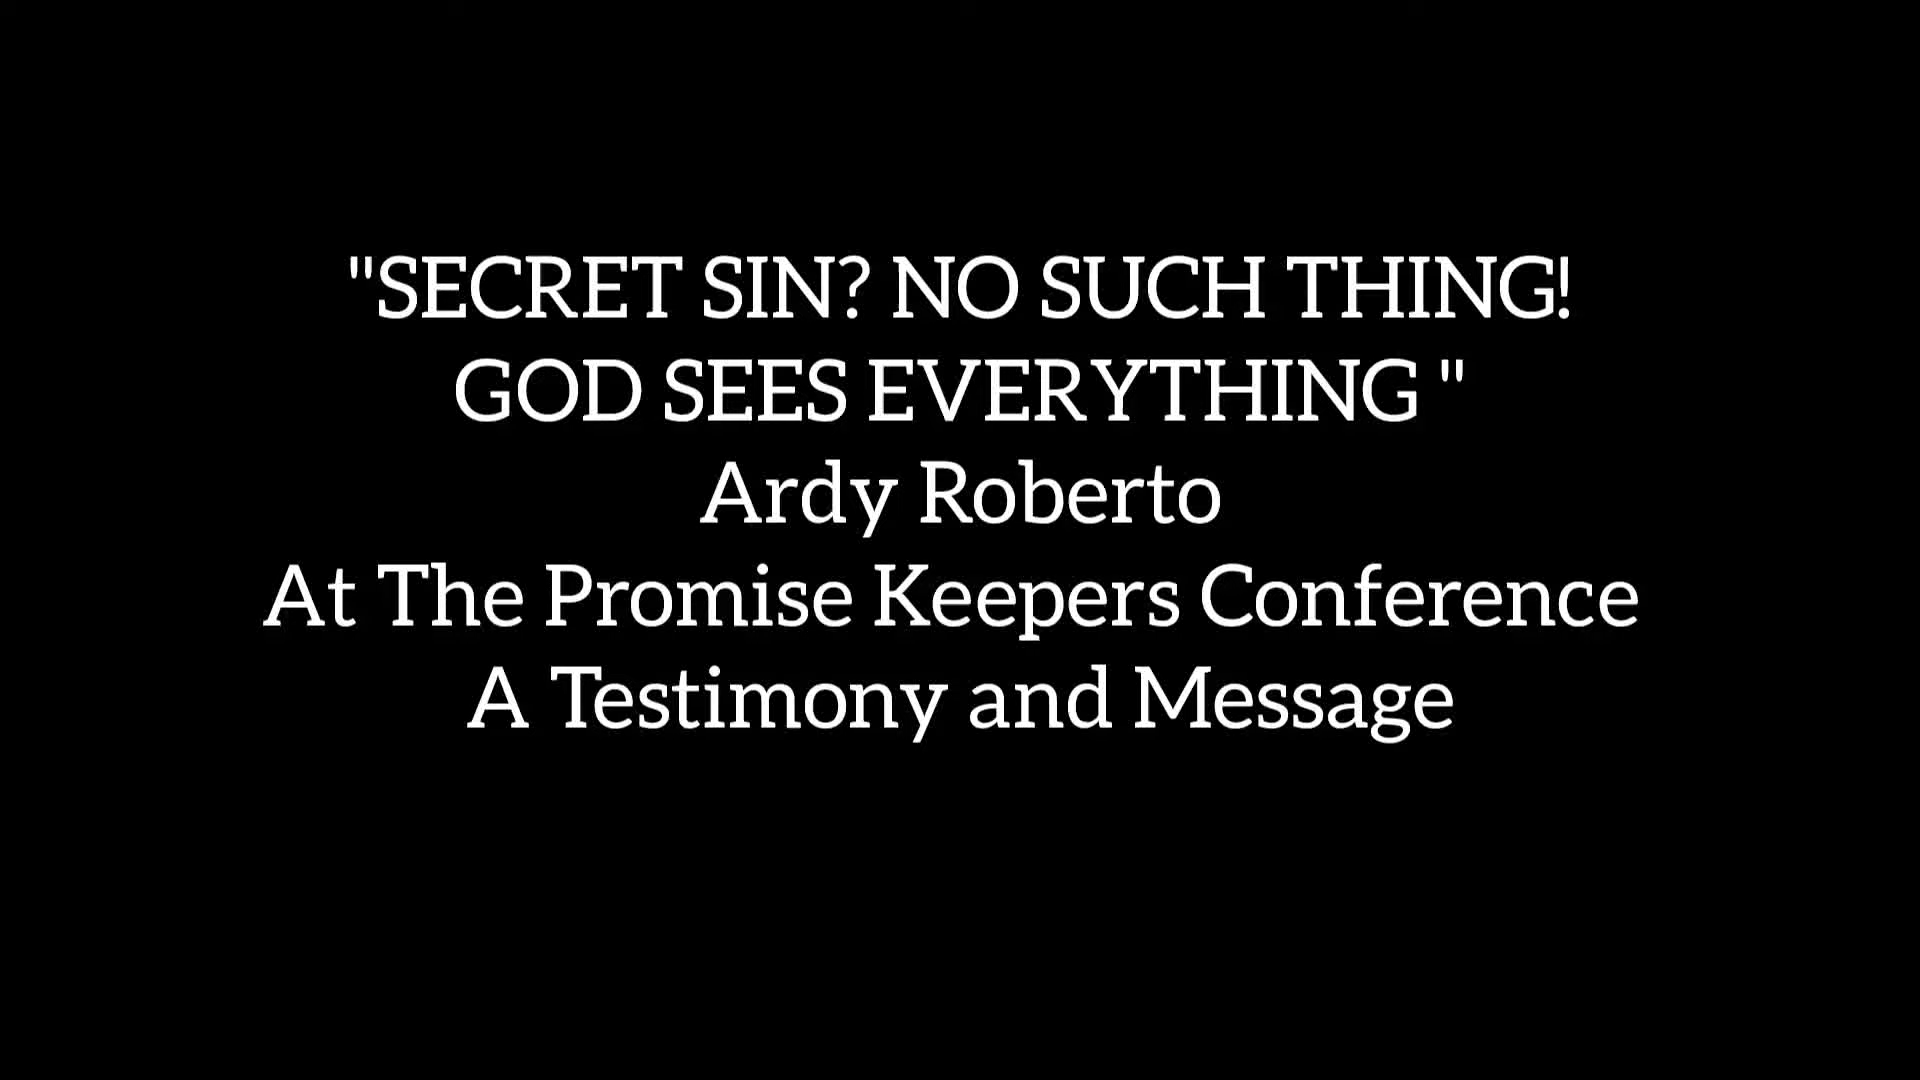 "SECRET SIN? NO SUCH THING!
GOD SEES EVERYTHING "
Ardy Roberto
At The Promise Keepers Conference
A Testimony and Message